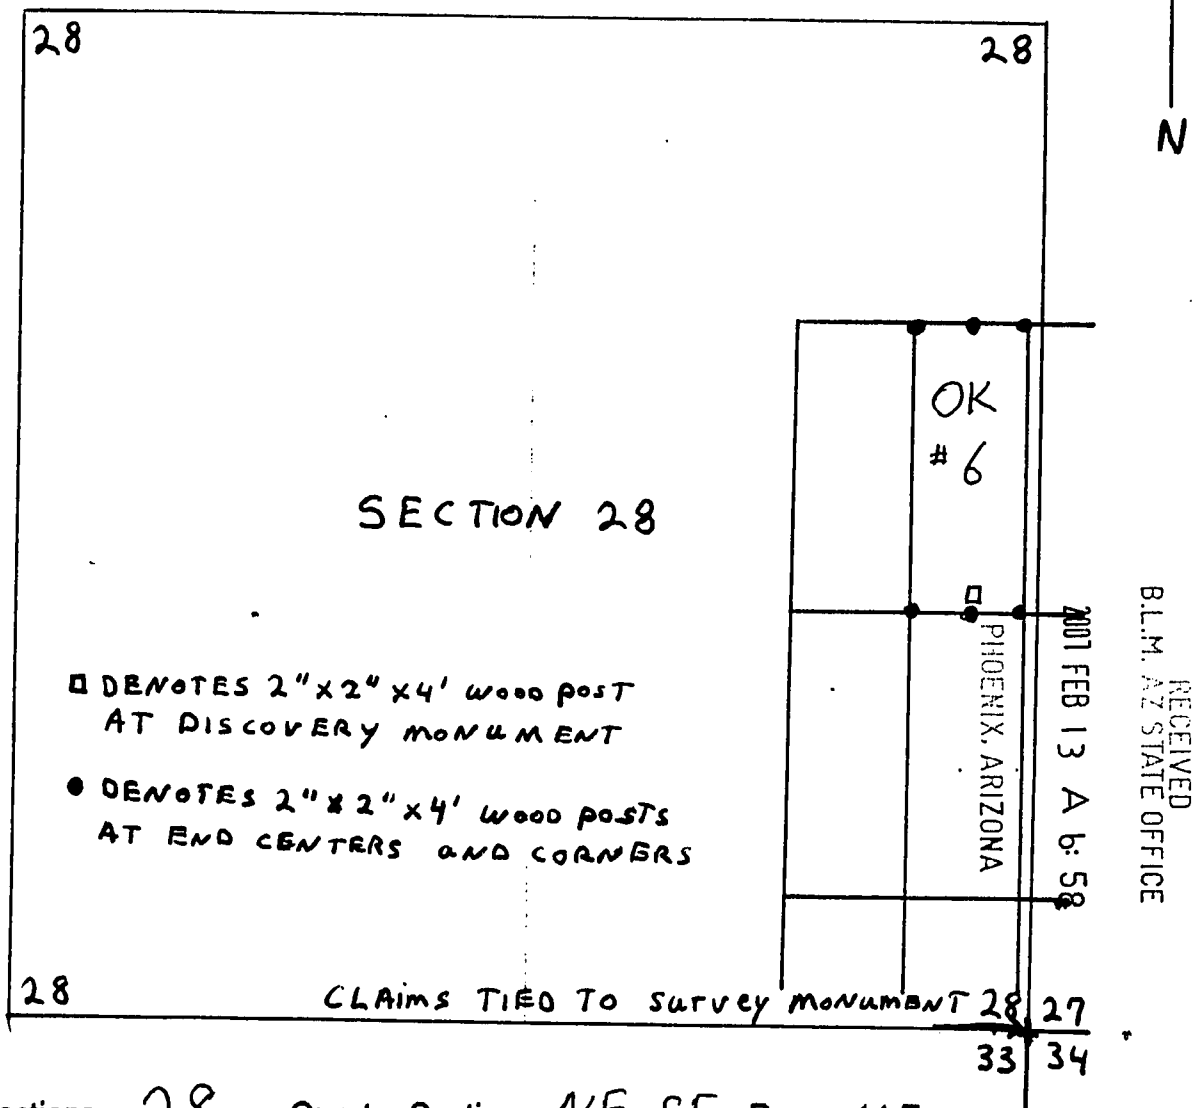 28
28
N
OK
#6
SECTION 28
□ DENOTES 2"x2"x4' wood post
AT DISCOVERY MONUMENT
● DENOTES 2"x2"x4' wood posts
AT END CENTERS and CORNERS
RECEIVED
B.L.M. AZ STATE OFFICE
2007 FEB 13 A 6:58
PHOENIX, ARIZONA
28
CLAims TIED TO survey monument 28 27
33 34
28